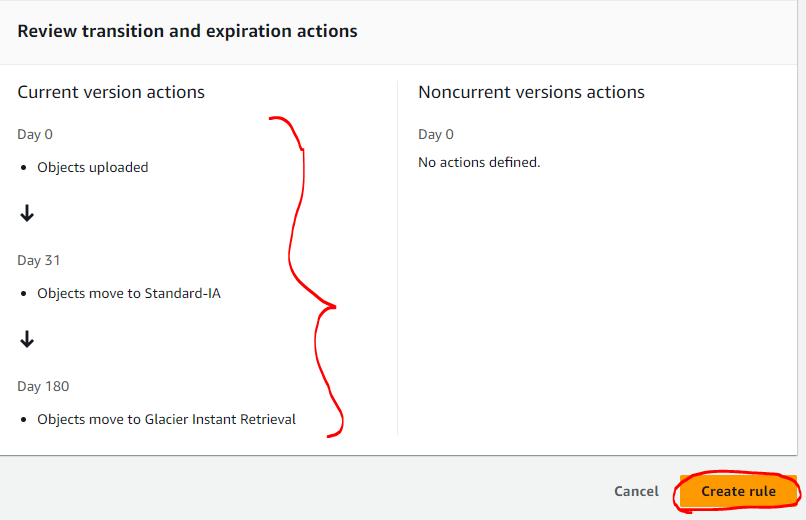 Review transition and expiration actions
Current version actions
Day 0
Objects uploaded
Day 31
Objects move to Standard-IA
Day 180
Objects move to Glacier Instant Retrieval
Noncurrent versions actions
Day 0
No actions defined.
Cancel
Create rule